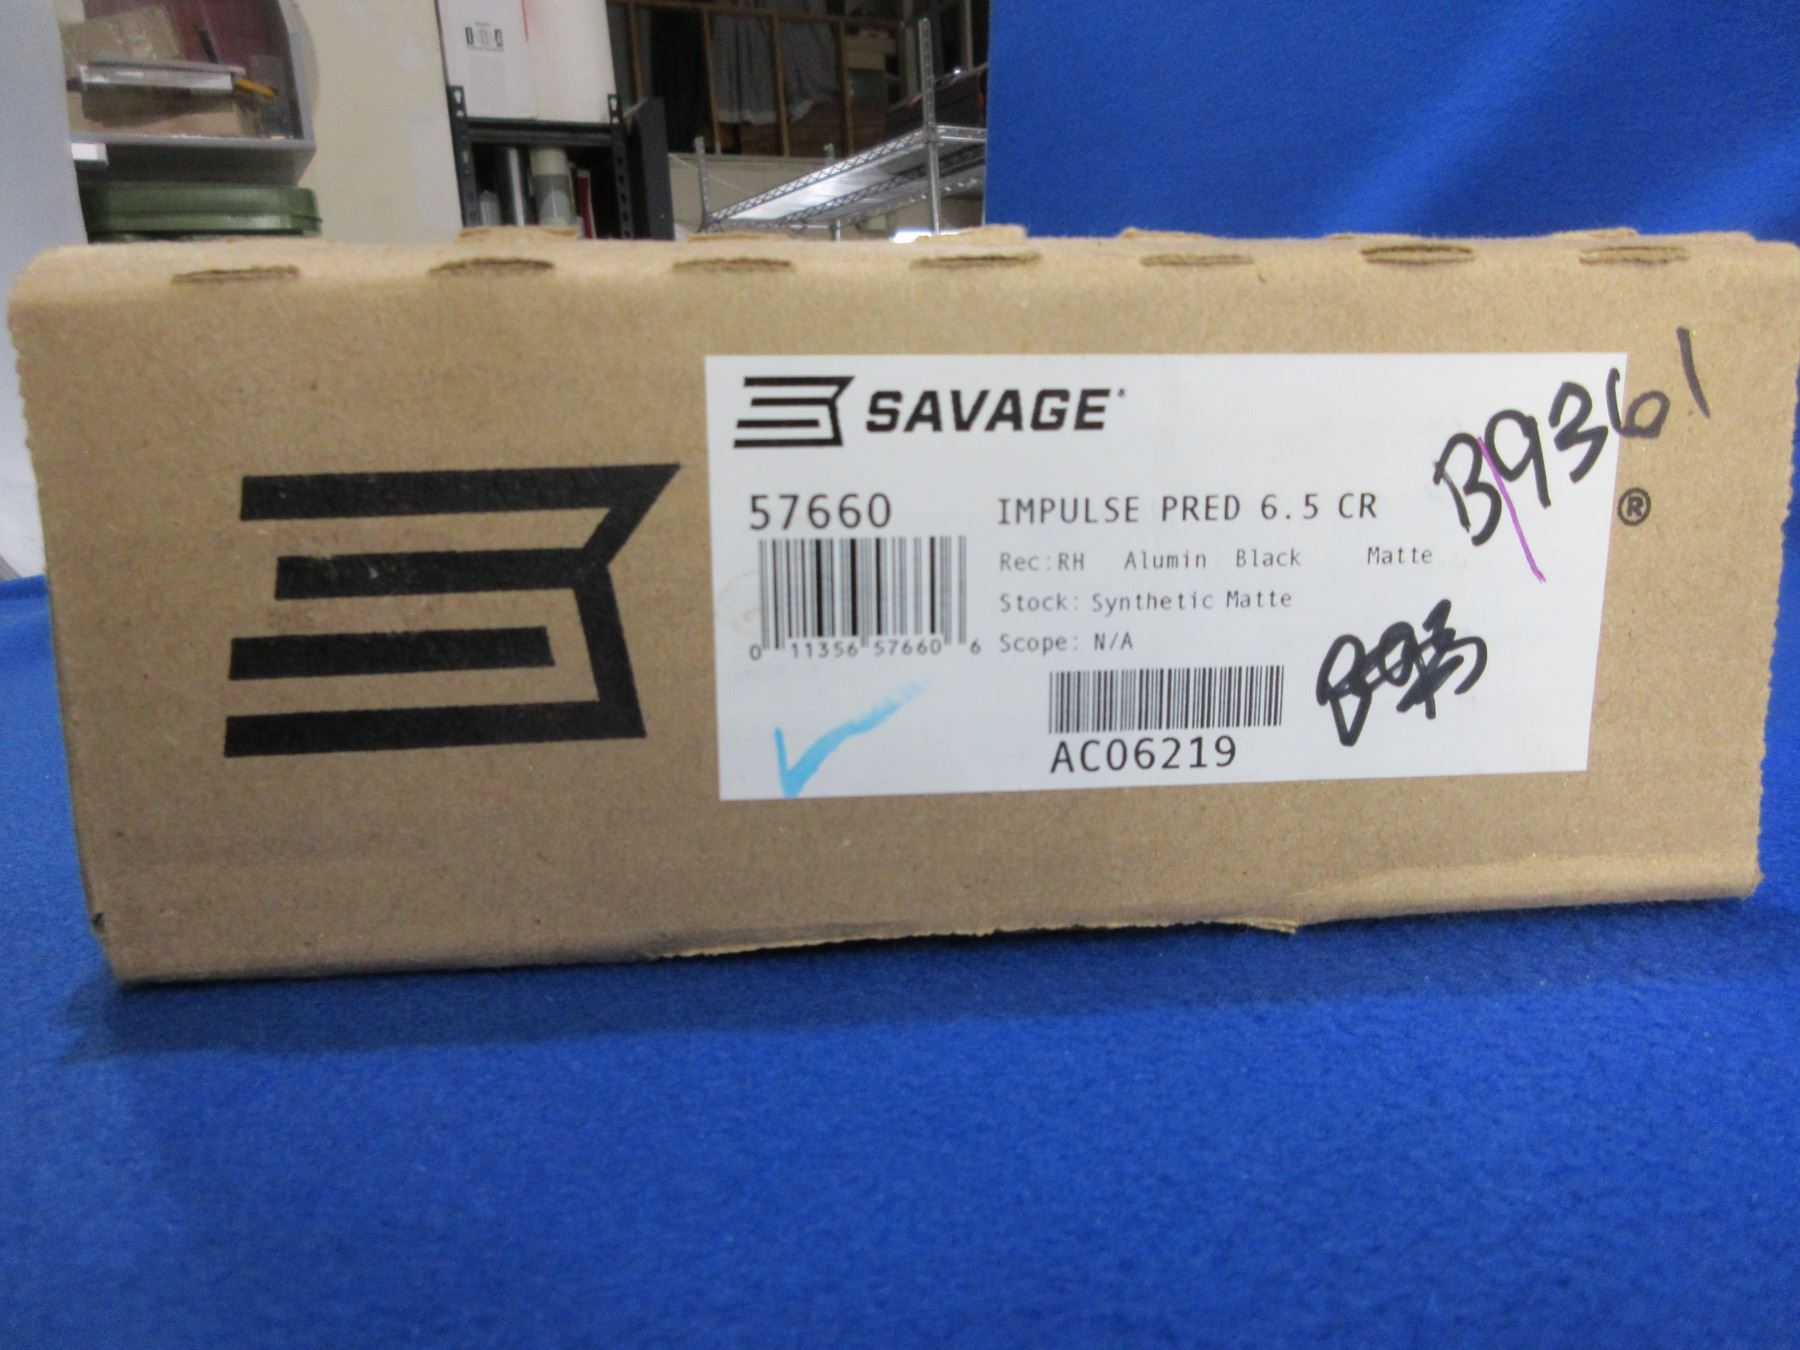 SAVAGE
B9361
57660
IMPULSE PRED 6.5 CR
®
Rec:RH Alumin Black Matte
Stock: Synthetic Matte
0 11356 57660 6
Scope: N/A
AC06219